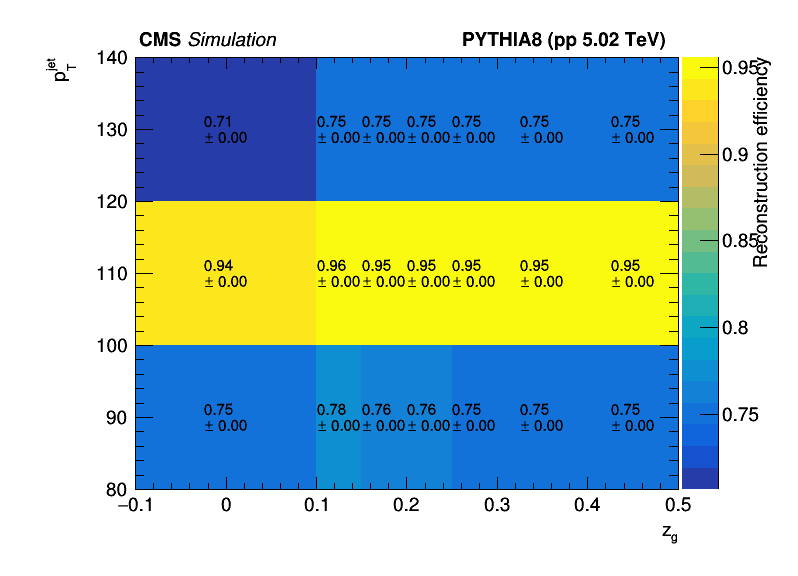 CMS Simulation PYTHIA8 (pp 5.02 TeV)
p_T^jet
140
130
120
110
100
90
80
0.71 0.75 0.75 0.75 0.75 0.75 0.75
± 0.00 ± 0.00 ± 0.00 ± 0.00 ± 0.00 ± 0.00 ± 0.00
0.94 0.96 0.95 0.95 0.95 0.95 0.95
± 0.00 ± 0.00 ± 0.00 ± 0.00 ± 0.00 ± 0.00 ± 0.00
0.75 0.78 0.76 0.76 0.75 0.75 0.75
± 0.00 ± 0.00 ± 0.00 ± 0.00 ± 0.00 ± 0.00 ± 0.00
−0.1 0 0.1 0.2 0.3 0.4 0.5
z_g
0.95
0.9
0.85
0.8
0.75
Reconstruction efficiency